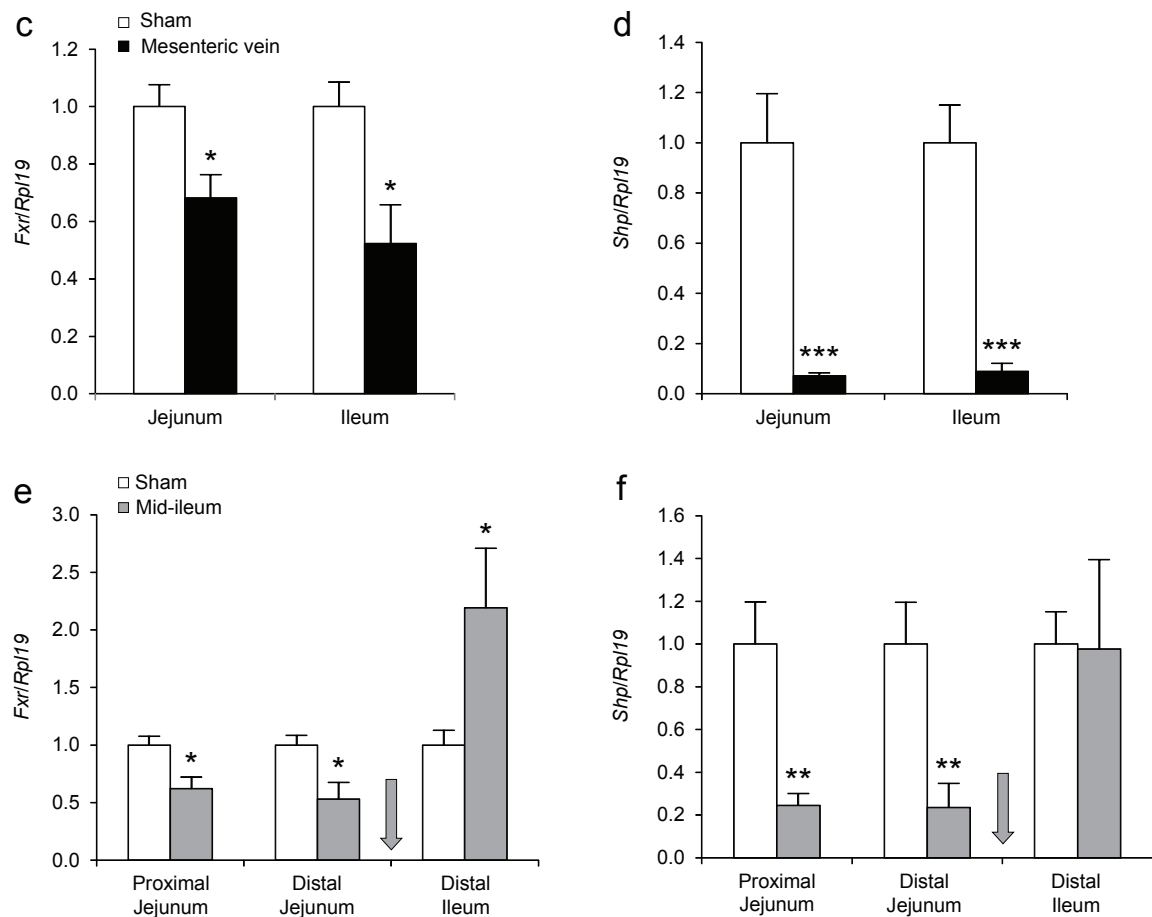 c
Sham
Mesenteric vein
Fxr/Rpl19
1.2
1.0
0.8
0.6
0.4
0.2
0.0
*
*
Jejunum Ileum
d
Shp/Rpl19
1.4
1.2
1.0
0.8
0.6
0.4
0.2
0.0
***
***
Jejunum Ileum
e
Sham
Mid-ileum
Fxr/Rpl19
3.0
2.5
2.0
1.5
1.0
0.5
0.0
*
*
*
Proximal Distal Distal
Jejunum Jejunum Ileum
f
Shp/Rpl19
1.6
1.4
1.2
1.0
0.8
0.6
0.4
0.2
0.0
**
**
Proximal Distal Distal
Jejunum Jejunum Ileum